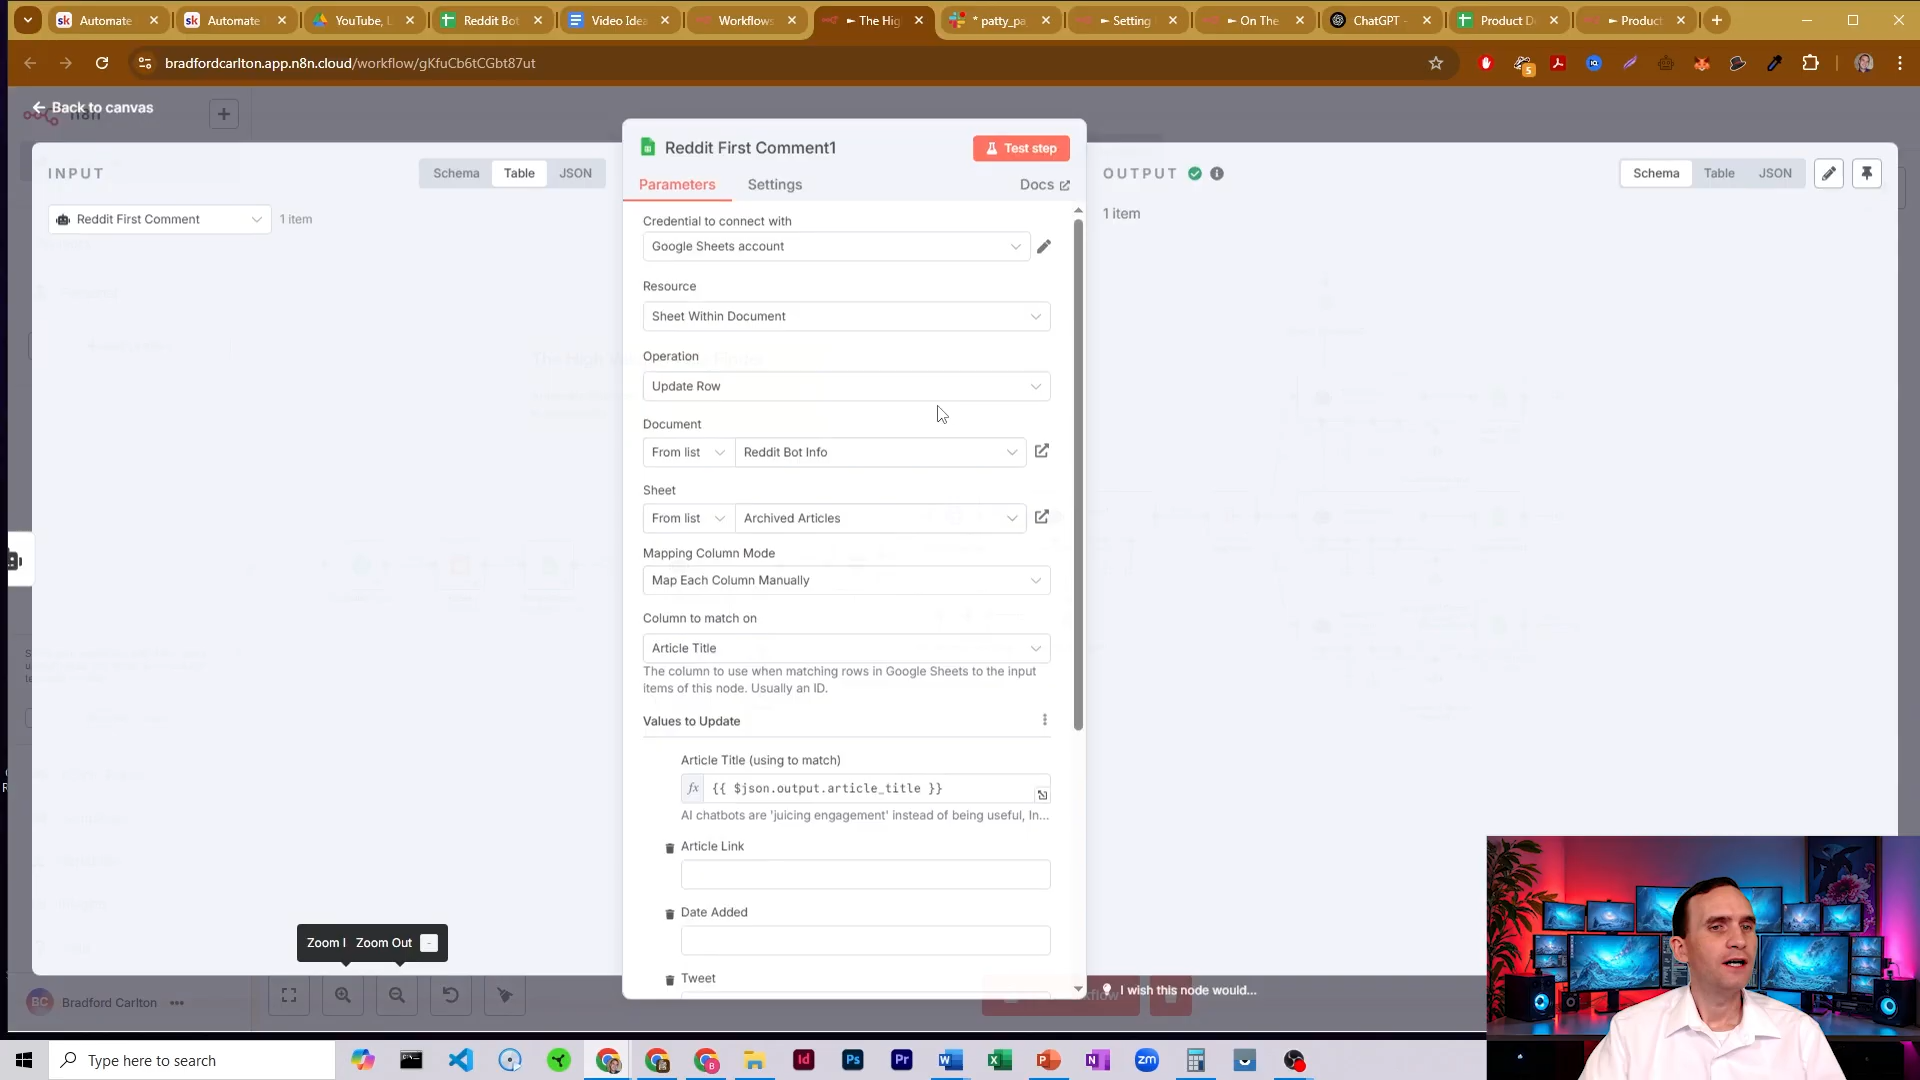 Automate
Automate
YouTube, L
Reddit Bot
Video Idea
Workflows
► The Hig
* patty_pa
► Setting
► On The
ChatGPT -
Product D
► Product
bradfordcarlton.app.n8n.cloud/workflow/gKfuCb6tCGbt87ut
Back to canvas
n8n
INPUT
Schema
Table
JSON
Reddit First Comment
1 item
Reddit First Comment1
Test step
Parameters
Settings
Docs
Credential to connect with
Google Sheets account
Resource
Sheet Within Document
Operation
Update Row
Document
From list
Reddit Bot Info
Sheet
From list
Archived Articles
Mapping Column Mode
Map Each Column Manually
Column to match on
Article Title
The column to use when matching rows in Google Sheets to the input
items of this node. Usually an ID.
Values to Update
Article Title (using to match)
fx
{{ $json.output.article_title }}
AI chatbots are 'juicing engagement' instead of being useful, In...
Article Link
Date Added
Tweet
OUTPUT
Schema
Table
JSON
1 item
I wish this node would...
Zoom I
Zoom Out
-
BC
Bradford Carlton
Type here to search